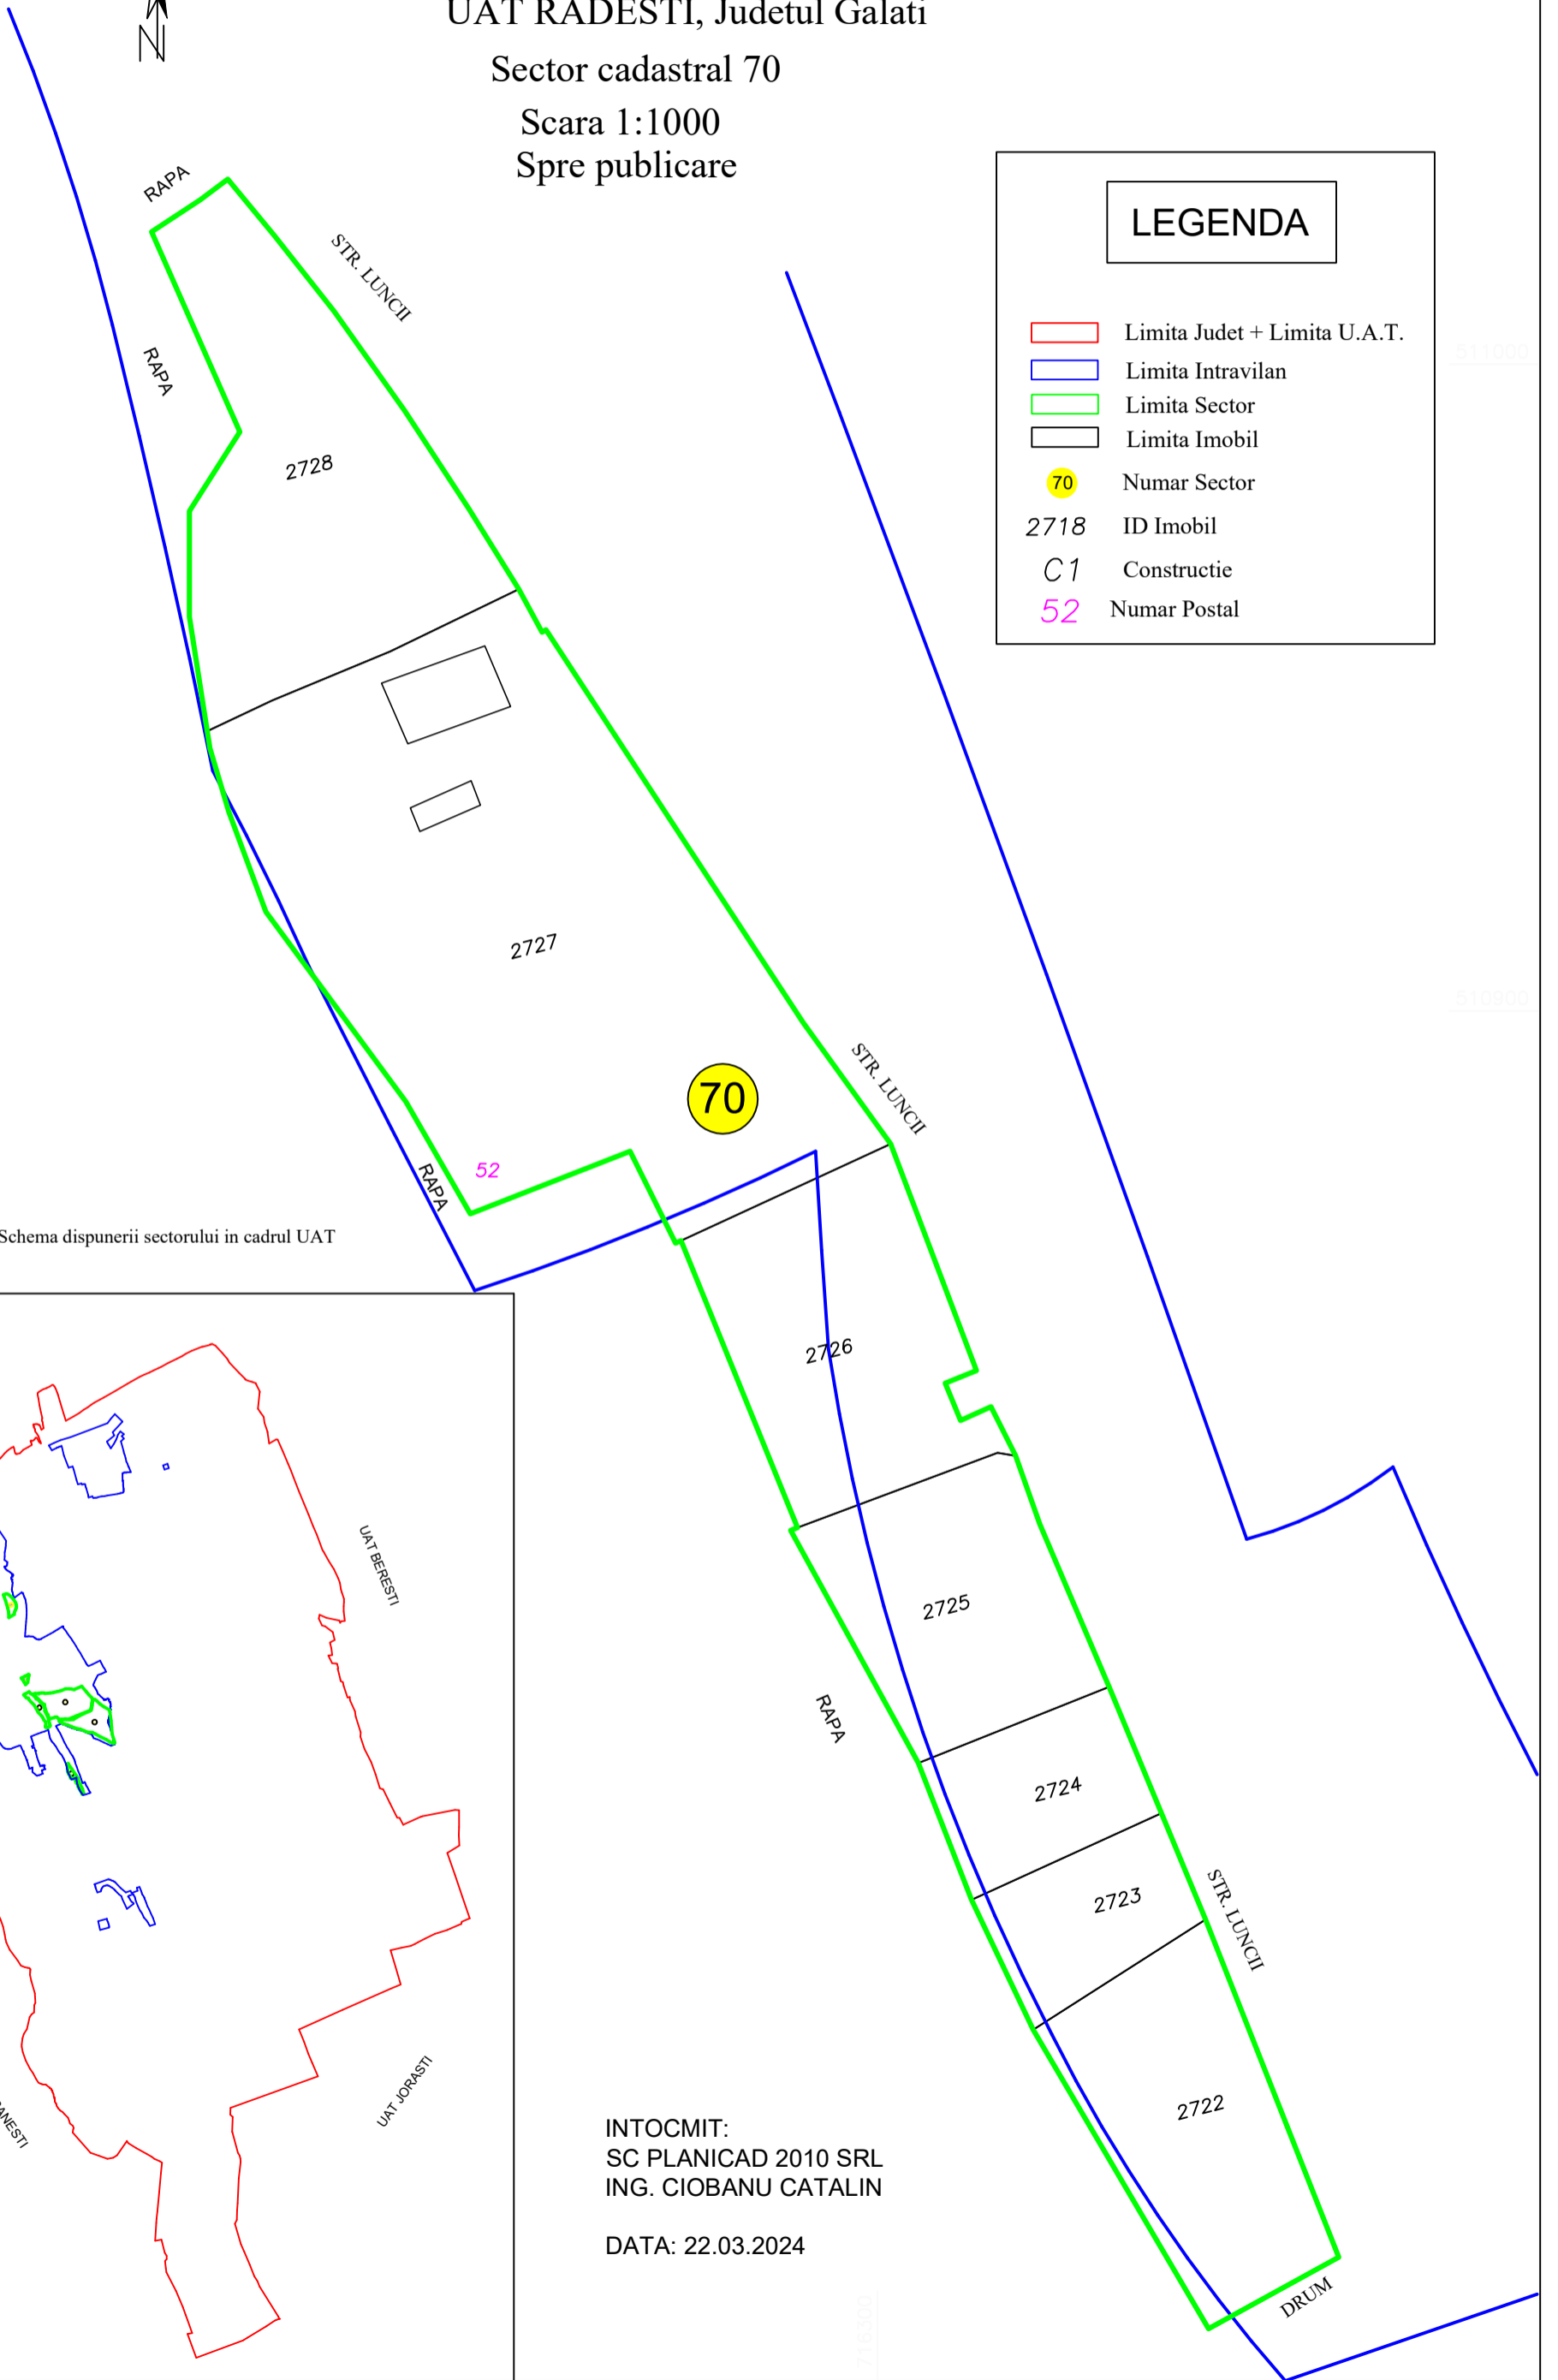 N
UAT RADESTI, Judetul Galati
Sector cadastral 70
Scara 1:1000
Spre publicare
RAPA
STR. LUNCII
RAPA
2728
LEGENDA
Limita Judet + Limita U.A.T.
Limita Intravilan
Limita Sector
Limita Imobil
70 Numar Sector
2718 ID Imobil
C1 Constructie
52 Numar Postal
511000
2727
510900
70
STR. LUNCII
52
RAPA
Schema dispunerii sectorului in cadrul UAT
2726
UAT BERESTI
2725
RAPA
2724
2723
STR. LUNCII
UAT JORASTI
2722
INTOCMIT:
SC PLANICAD 2010 SRL
ING. CIOBANU CATALIN
DATA: 22.03.2024
DRUM
716300